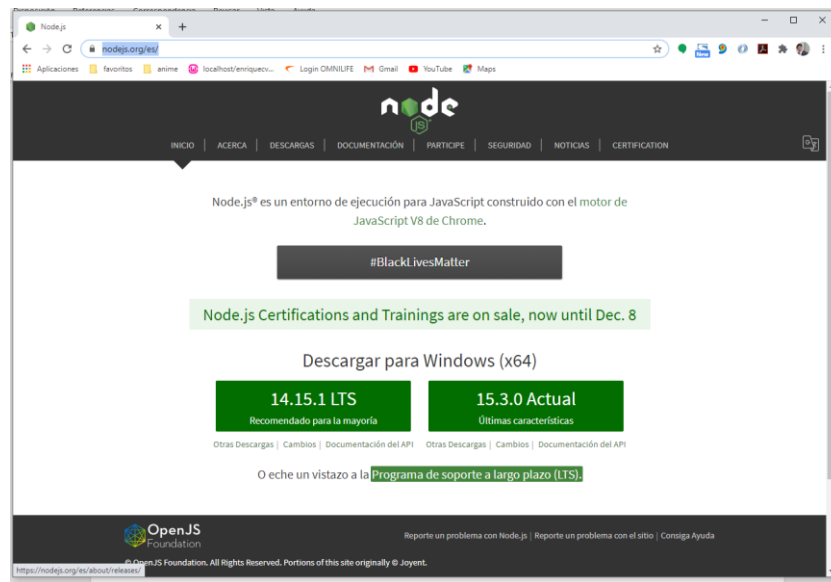 Node.js
nodejs.org/es/
Aplicaciones favoritos anime localhost/enriquecv... Login OMNILIFE Gmail YouTube Maps
node
JS
INICIO | ACERCA | DESCARGAS | DOCUMENTACIÓN | PARTICIPE | SEGURIDAD | NOTICIAS | CERTIFICATION
Node.js® es un entorno de ejecución para JavaScript construido con el motor de
JavaScript V8 de Chrome.
#BlackLivesMatter
Node.js Certifications and Trainings are on sale, now until Dec. 8
Descargar para Windows (x64)
14.15.1 LTS
Recomendado para la mayoría
15.3.0 Actual
Últimas características
Otras Descargas | Cambios | Documentación del API
Otras Descargas | Cambios | Documentación del API
O eche un vistazo a la Programa de soporte a largo plazo (LTS).
OpenJS
Foundation
Reporte un problema con Node.js | Reporte un problema con el sitio | Consiga Ayuda
© OpenJS Foundation. All Rights Reserved. Portions of this site originally © Joyent.
https://nodejs.org/es/about/releases/